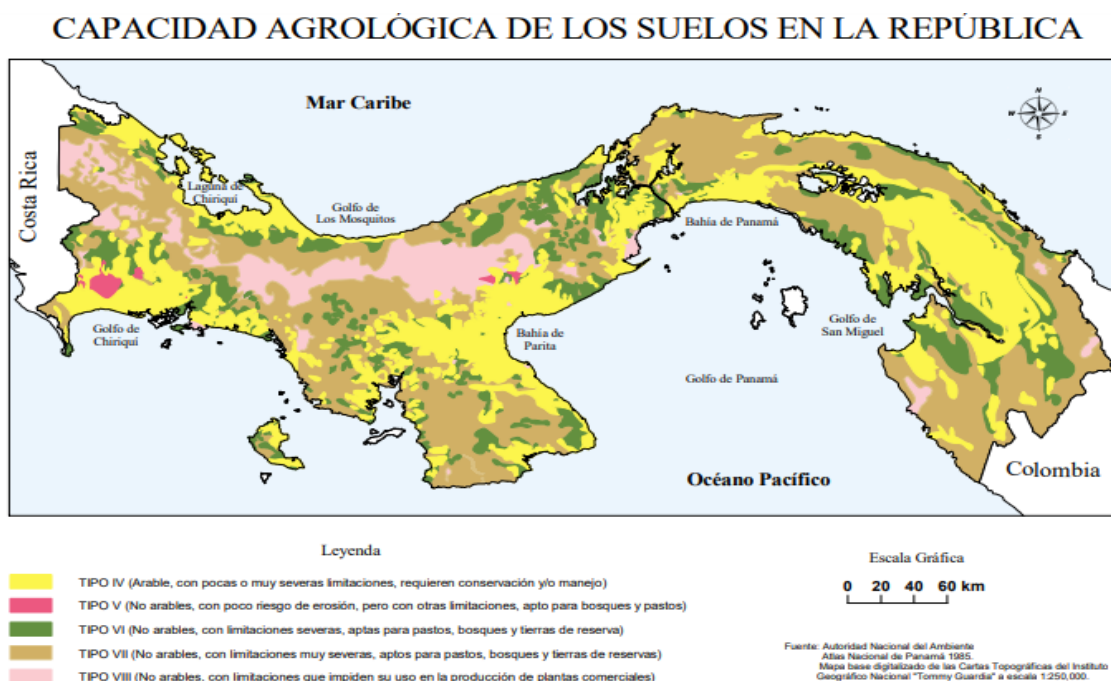 CAPACIDAD AGROLÓGICA DE LOS SUELOS EN LA REPÚBLICA
Mar Caribe
N
W E
S
Costa Rica
Laguna de
Chiriquí
Golfo de
Los Mosquitos
Bahía de Panamá
Golfo de
Chiriquí
Bahía de
Parita
Golfo de
San Miguel
Golfo de Panamá
Océano Pacífico
Colombia
Leyenda
TIPO IV (Arable, con pocas o muy severas limitaciones, requieren conservación y/o manejo)
TIPO V (No arables, con poco riesgo de erosión, pero con otras limitaciones, apto para bosques y pastos)
TIPO VI (No arables, con limitaciones severas, aptas para pastos, bosques y tierras de reserva)
TIPO VII (No arables, con limitaciones muy severas, aptos para pastos, bosques y tierras de reservas)
TIPO VIII (No arables, con limitaciones que impiden su uso en la producción de plantas comerciales)
Escala Gráfica
0 20 40 60 km
Fuente: Autoridad Nacional del Ambiente
Atlas Nacional de Panamá 1985.
Mapa base digitalizado de las Cartas Topográficas del Instituto
Geográfico Nacional "Tommy Guardia" a escala 1:250,000.